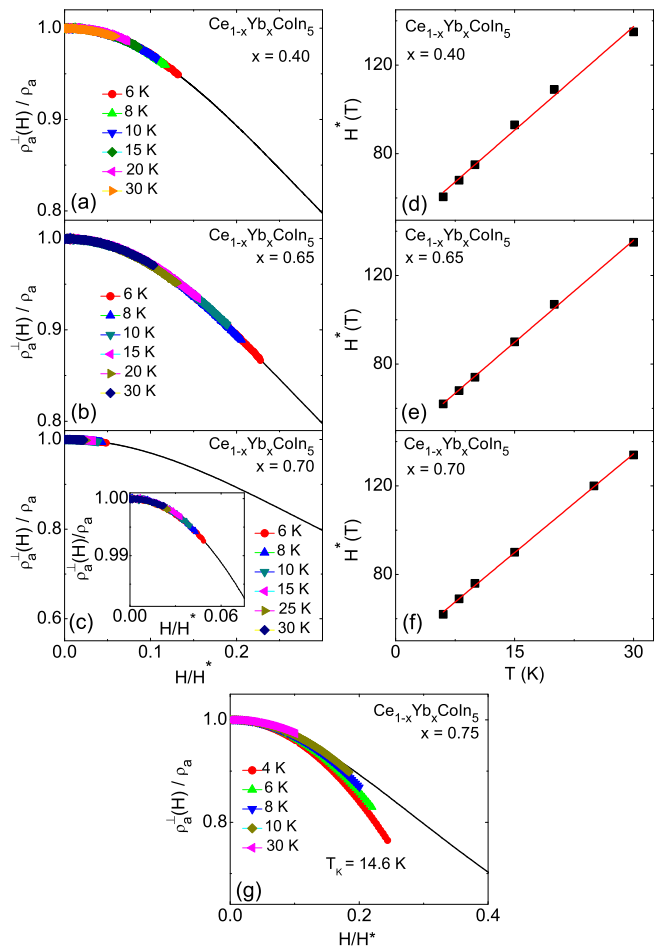 Ce1-xYbxCoIn5
x = 0.40
1.0
0.9
0.8
ρa⊥(H) / ρa
6 K
8 K
10 K
15 K
20 K
30 K
(a)
Ce1-xYbxCoIn5
x = 0.40
120
80
H* (T)
(d)
Ce1-xYbxCoIn5
x = 0.65
1.0
0.9
0.8
ρa⊥(H) / ρa
6 K
8 K
10 K
15 K
20 K
30 K
(b)
Ce1-xYbxCoIn5
x = 0.65
120
80
H* (T)
(e)
Ce1-xYbxCoIn5
x = 0.70
1.0
0.8
0.6
ρa⊥(H) / ρa
1.00
0.99
ρa⊥(H)/ρa
0.00
0.06
H/H*
6 K
8 K
10 K
15 K
25 K
30 K
(c)
0.0
0.1
0.2
H/H*
Ce1-xYbxCoIn5
x = 0.70
120
80
H* (T)
(f)
0
15
30
T (K)
Ce1-xYbxCoIn5
x = 0.75
1.0
0.8
ρa⊥(H) / ρa
4 K
6 K
8 K
10 K
30 K
TK = 14.6 K
(g)
0.0
0.2
0.4
H/H*